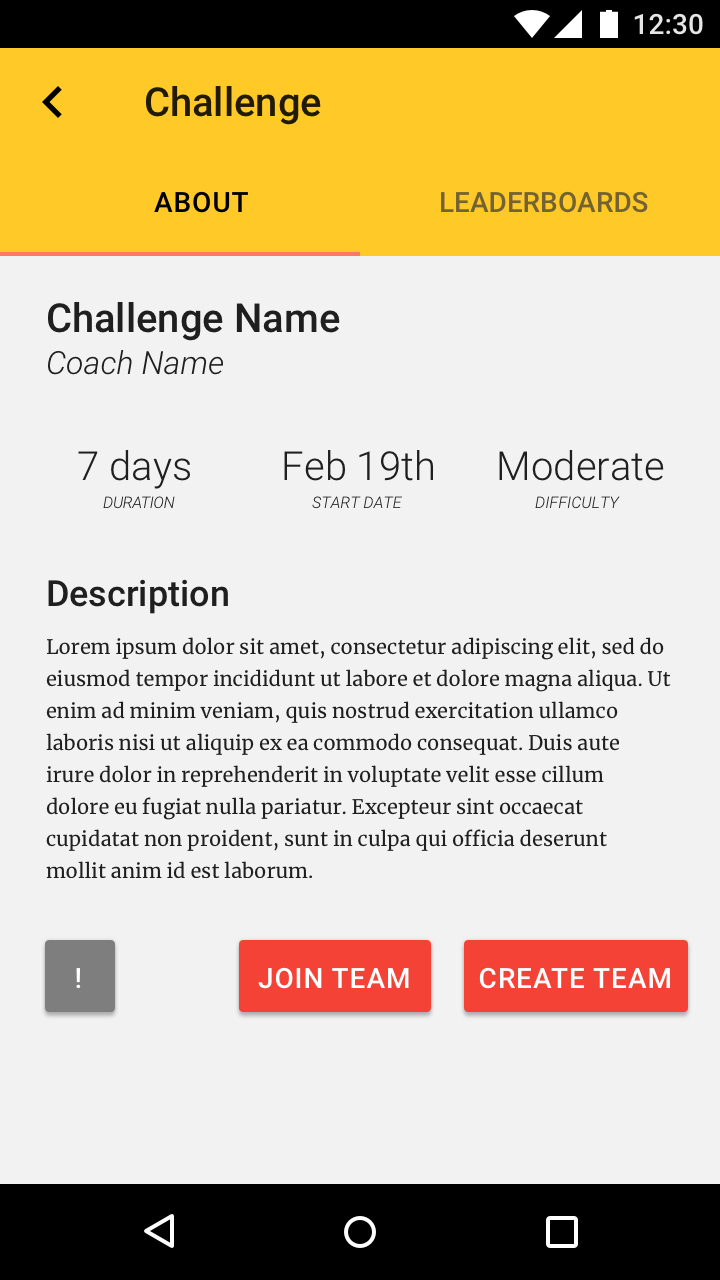 12:30
Challenge
ABOUT LEADERBOARDS
Challenge Name
Coach Name
7 days Feb 19th Moderate
DURATION START DATE DIFFICULTY
Description
Lorem ipsum dolor sit amet, consectetur adipiscing elit, sed do
eiusmod tempor incididunt ut labore et dolore magna aliqua. Ut
enim ad minim veniam, quis nostrud exercitation ullamco
laboris nisi ut aliquip ex ea commodo consequat. Duis aute
irure dolor in reprehenderit in voluptate velit esse cillum
dolore eu fugiat nulla pariatur. Excepteur sint occaecat
cupidatat non proident, sunt in culpa qui officia deserunt
mollit anim id est laborum.
! JOIN TEAM CREATE TEAM